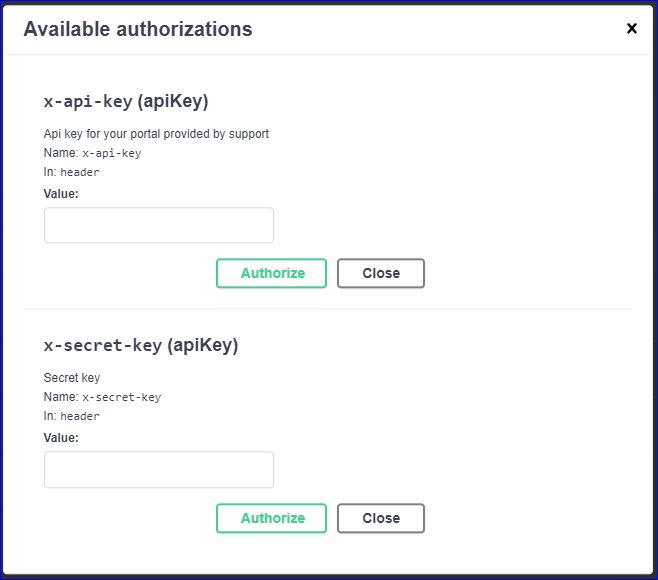 Available authorizations
x-api-key (apiKey)
Api key for your portal provided by support
Name: x-api-key
In: header
Value:
Authorize Close
x-secret-key (apiKey)
Secret key
Name: x-secret-key
In: header
Value:
Authorize Close